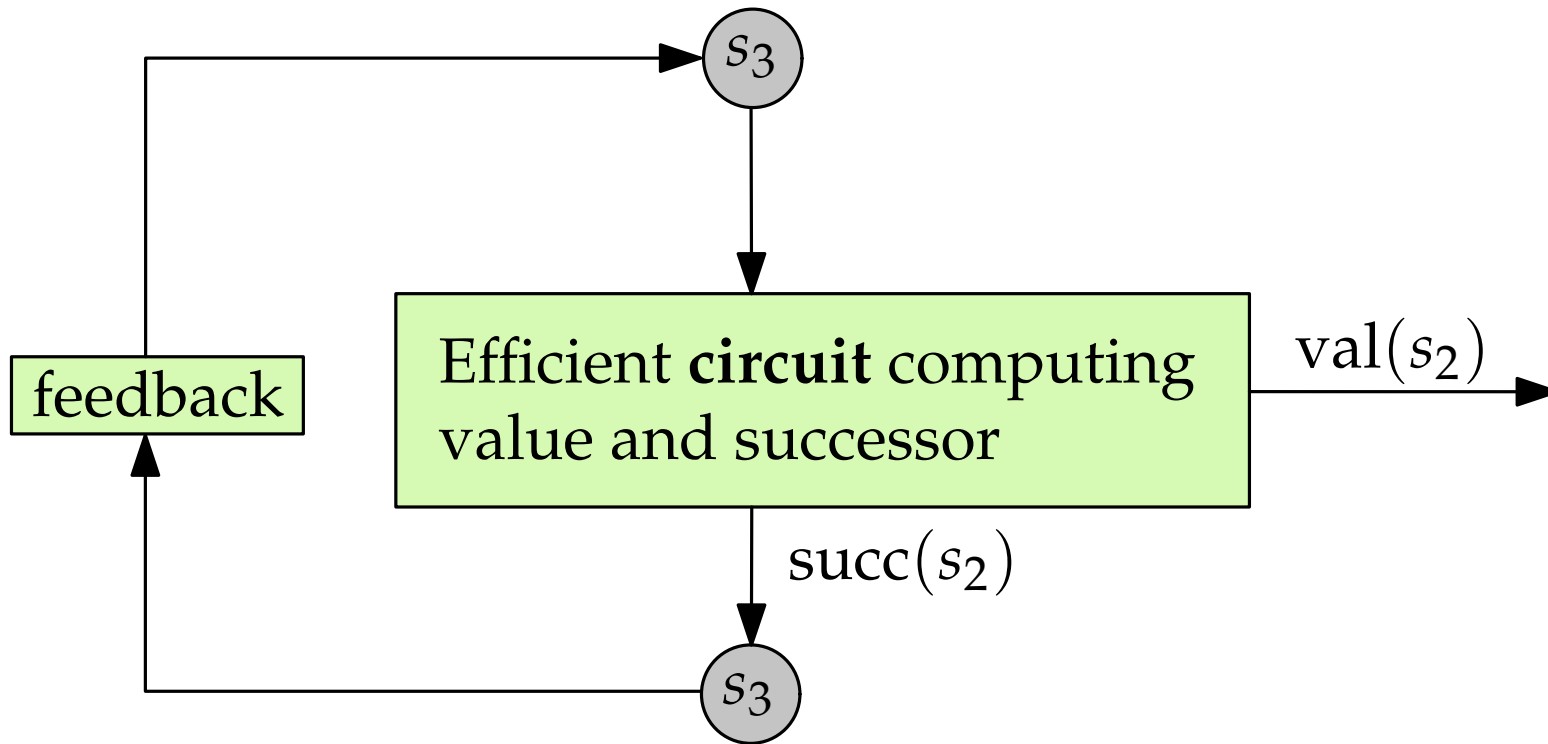 s₃
Efficient circuit computing
value and successor
val(s₂)
feedback
succ(s₂)
s₃